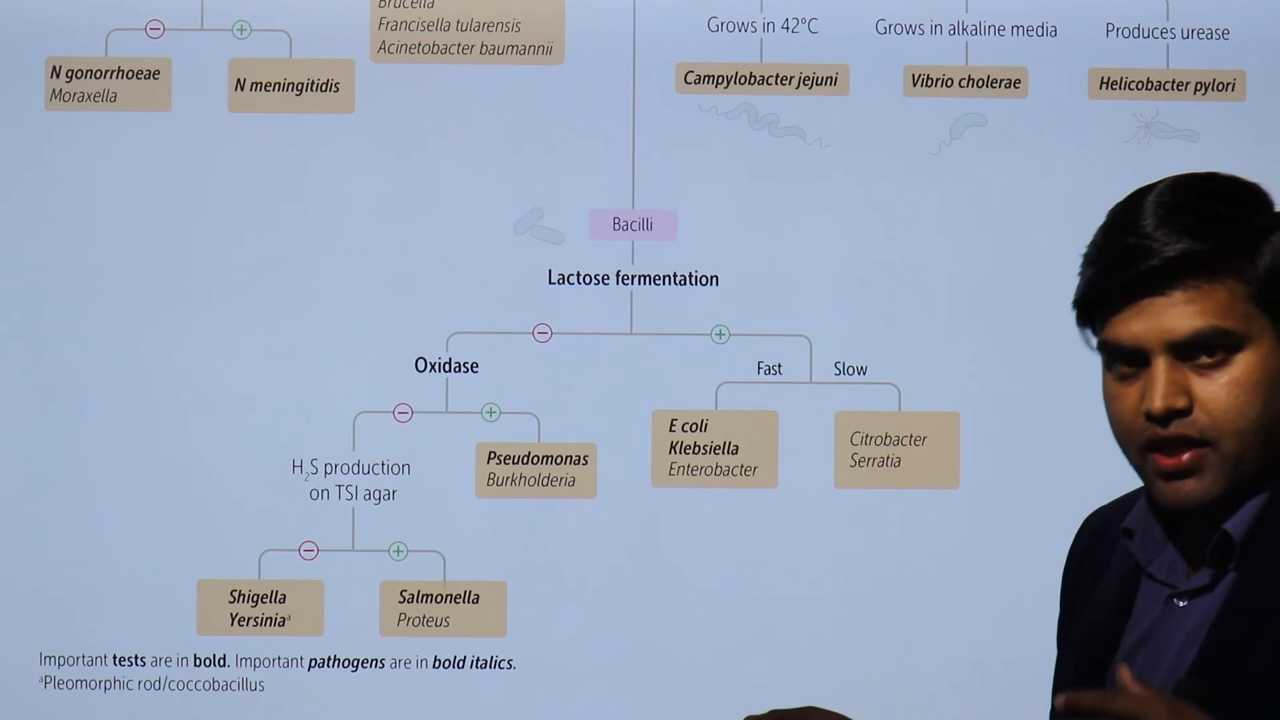 Brucella
Francisella tularensis
Acinetobacter baumannii
N gonorrhoeae
Moraxella
N meningitidis
Grows in 42°C
Campylobacter jejuni
Grows in alkaline media
Vibrio cholerae
Produces urease
Helicobacter pylori
Bacilli
Lactose fermentation
−
+
Oxidase
Fast
Slow
−
+
E coli
Klebsiella
Enterobacter
Citrobacter
Serratia
Pseudomonas
Burkholderia
H₂S production
on TSI agar
−
+
Shigella
Yersiniaᵃ
Salmonella
Proteus
Important tests are in bold. Important pathogens are in bold italics.
ᵃPleomorphic rod/coccobacillus